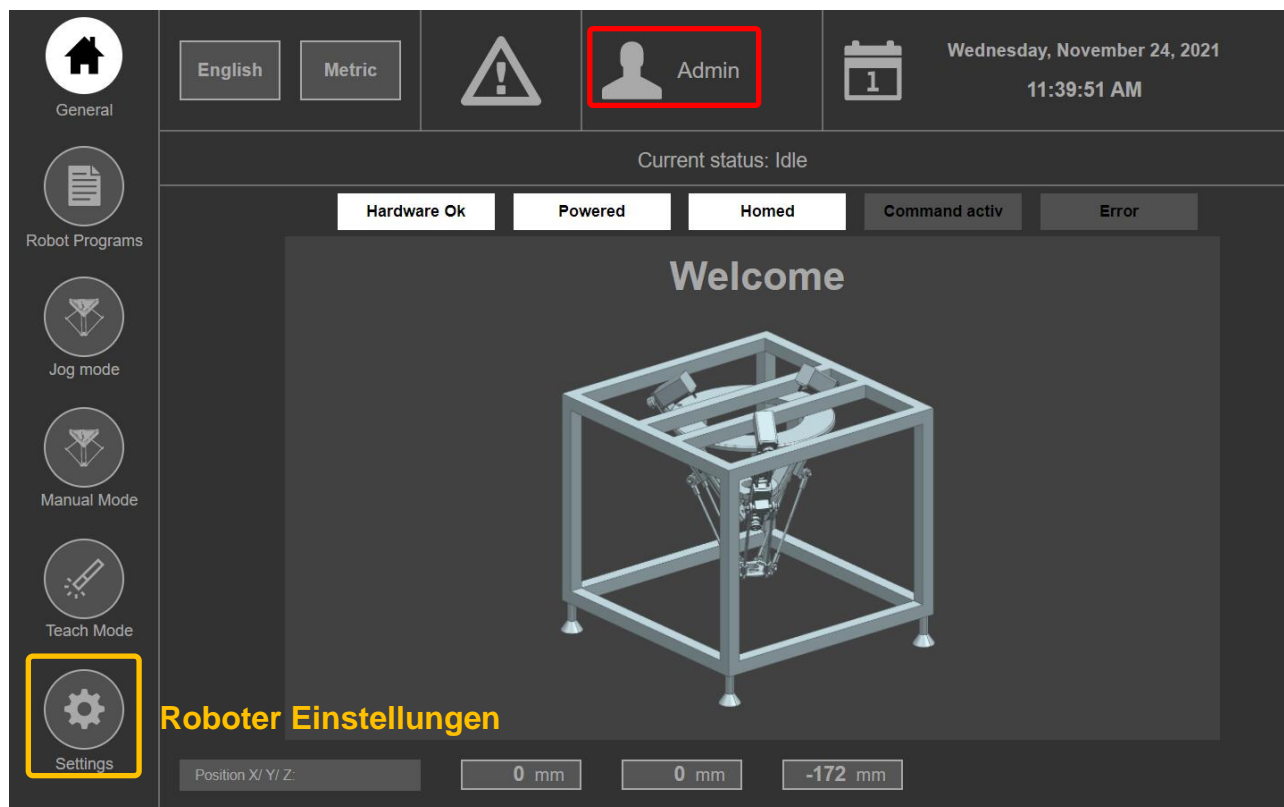 General
English
Metric
Admin
1
Wednesday, November 24, 2021
11:39:51 AM
Current status: Idle
Hardware Ok
Powered
Homed
Command activ
Error
Robot Programs
Welcome
Jog mode
Manual Mode
Teach Mode
Settings
Roboter Einstellungen
Position X/ Y/ Z:
0 mm
0 mm
-172 mm